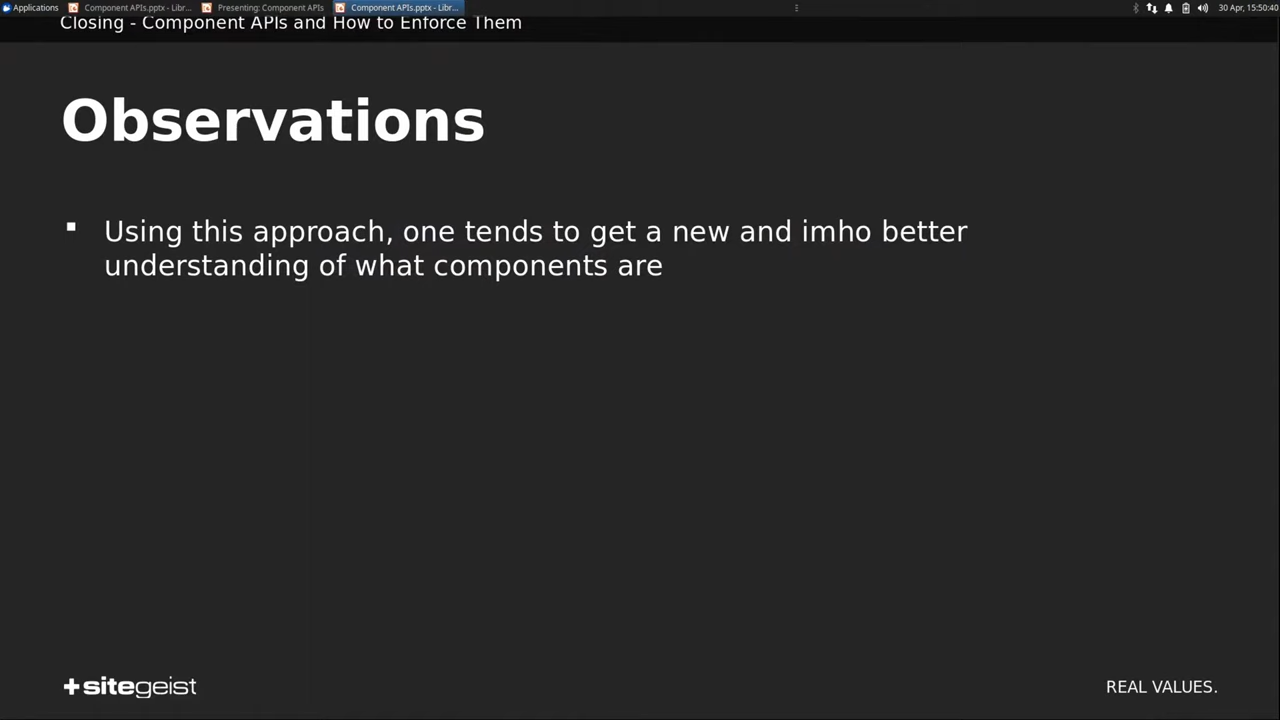 Applications
Component APIs.pptx - Libr...
Presenting: Component APIs
Component APIs.pptx - Libr...
30 Apr, 15:50:40
Closing - Component APIs and How to Enforce Them
Observations
Using this approach, one tends to get a new and imho better
understanding of what components are
sitegeist
REAL VALUES.